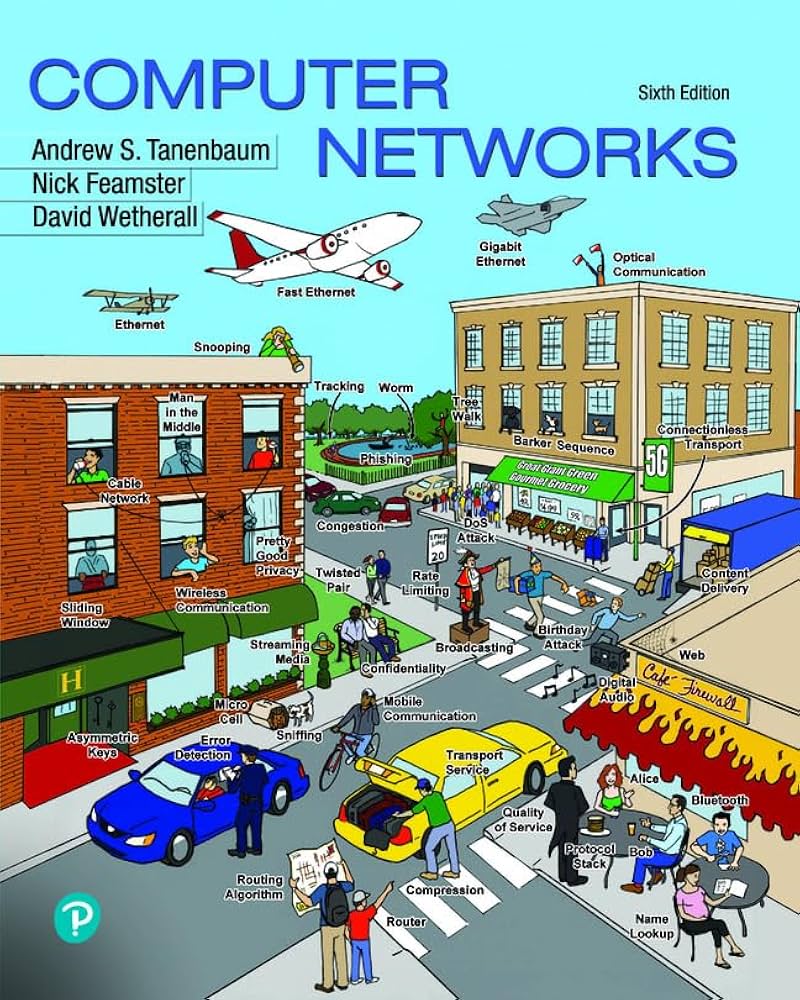 COMPUTER
NETWORKS
Sixth Edition
Andrew S. Tanenbaum
Nick Feamster
David Wetherall
Gigabit
Ethernet
Optical
Communication
Fast Ethernet
Ethernet
Snooping
Tracking
Worm
Man
in the
Middle
Tree
Walk
Barker Sequence
Connectionless
Transport
Phishing
Great Giant Green
Gourmet Grocery
5G
Cable
Network
Congestion
DoS
Attack
SPEED
LIMIT
20
Pretty
Good
Privacy
Twisted
Pair
Rate
Limiting
Content
Delivery
Sliding
Window
Wireless
Communication
Streaming
Media
Broadcasting
Birthday
Attack
Confidentiality
Web
H
Digital
Audio
Café Firewall
Micro
Cell
Mobile
Communication
Asymmetric
Keys
Error
Detection
Sniffing
Transport
Service
Alice
Bluetooth
Quality
of Service
Protocol
Stack
Bob
Routing
Algorithm
Compression
Router
Name
Lookup
P